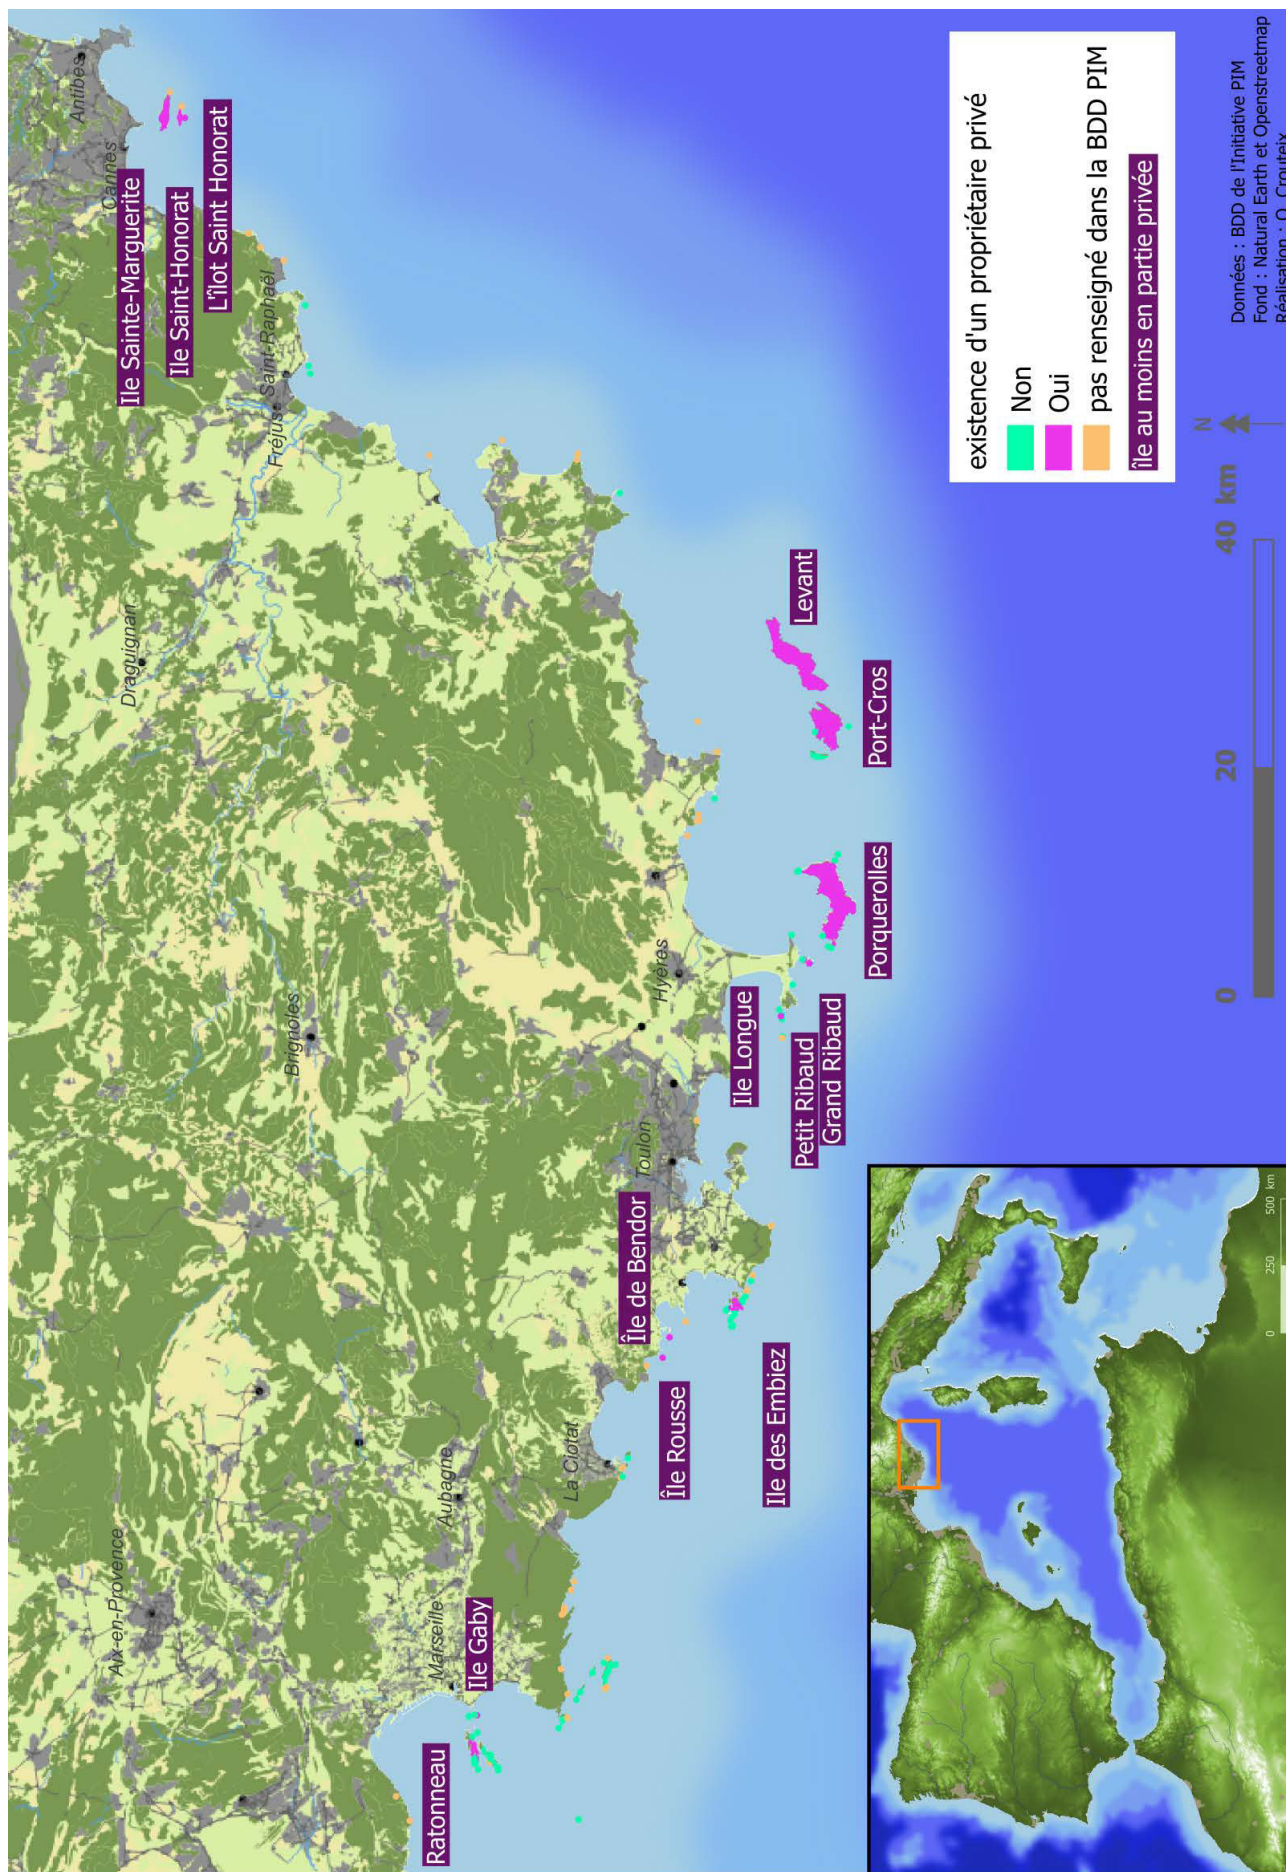 Antibes
Cannes
Ile Sainte-Marguerite
Ile Saint-Honorat
L'îlot Saint Honorat
Fréjus
Saint-Raphaël
Draguignan
Brignoles
Aix-en-Provence
Aubagne
Marseille
La Ciotat
Toulon
Hyères
Ratonneau
Ile Gaby
Île Rousse
Île de Bendor
Ile des Embiez
Ile Longue
Petit Ribaud
Grand Ribaud
Porquerolles
Port-Cros
Levant
existence d'un propriétaire privé
Non
Oui
pas renseigné dans la BDD PIM
île au moins en partie privée
N
0 20 40 km
Données : BDD de l'Initiative PIM
Fond : Natural Earth et Openstreetmap
Réalisation : O. Crouteix
0 250 500 km